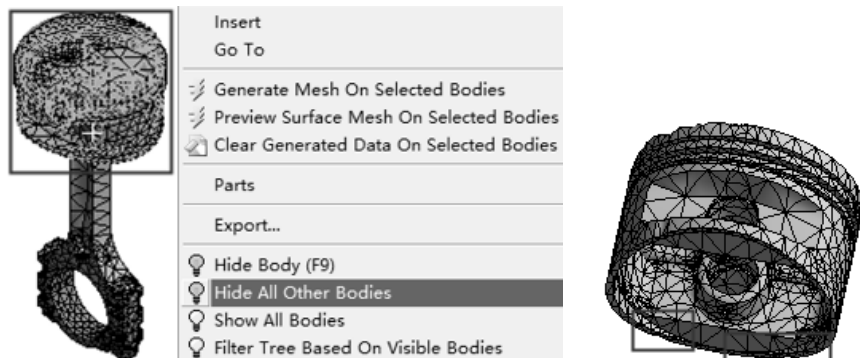 Insert
Go To
Generate Mesh On Selected Bodies
Preview Surface Mesh On Selected Bodies
Clear Generated Data On Selected Bodies
Parts
Export...
Hide Body (F9)
Hide All Other Bodies
Show All Bodies
Filter Tree Based On Visible Bodies